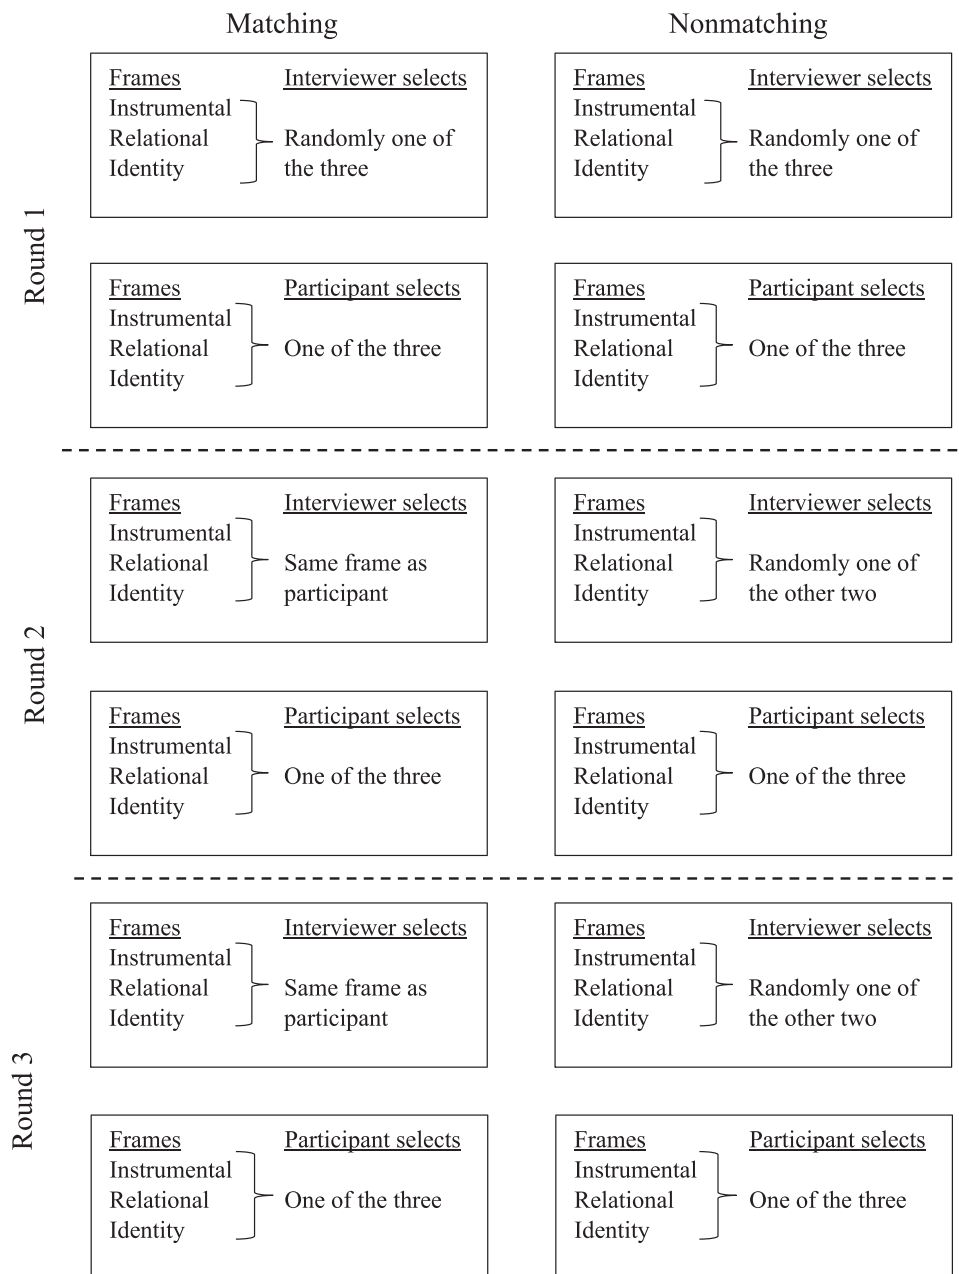 Matching
Nonmatching
Round 1
Frames Interviewer selects
Instrumental
Relational Randomly one of
Identity the three
Frames Interviewer selects
Instrumental
Relational Randomly one of
Identity the three
Frames Participant selects
Instrumental
Relational One of the three
Identity
Frames Participant selects
Instrumental
Relational One of the three
Identity
Round 2
Frames Interviewer selects
Instrumental
Relational Same frame as
Identity participant
Frames Interviewer selects
Instrumental
Relational Randomly one of
Identity the other two
Frames Participant selects
Instrumental
Relational One of the three
Identity
Frames Participant selects
Instrumental
Relational One of the three
Identity
Round 3
Frames Interviewer selects
Instrumental
Relational Same frame as
Identity participant
Frames Interviewer selects
Instrumental
Relational Randomly one of
Identity the other two
Frames Participant selects
Instrumental
Relational One of the three
Identity
Frames Participant selects
Instrumental
Relational One of the three
Identity